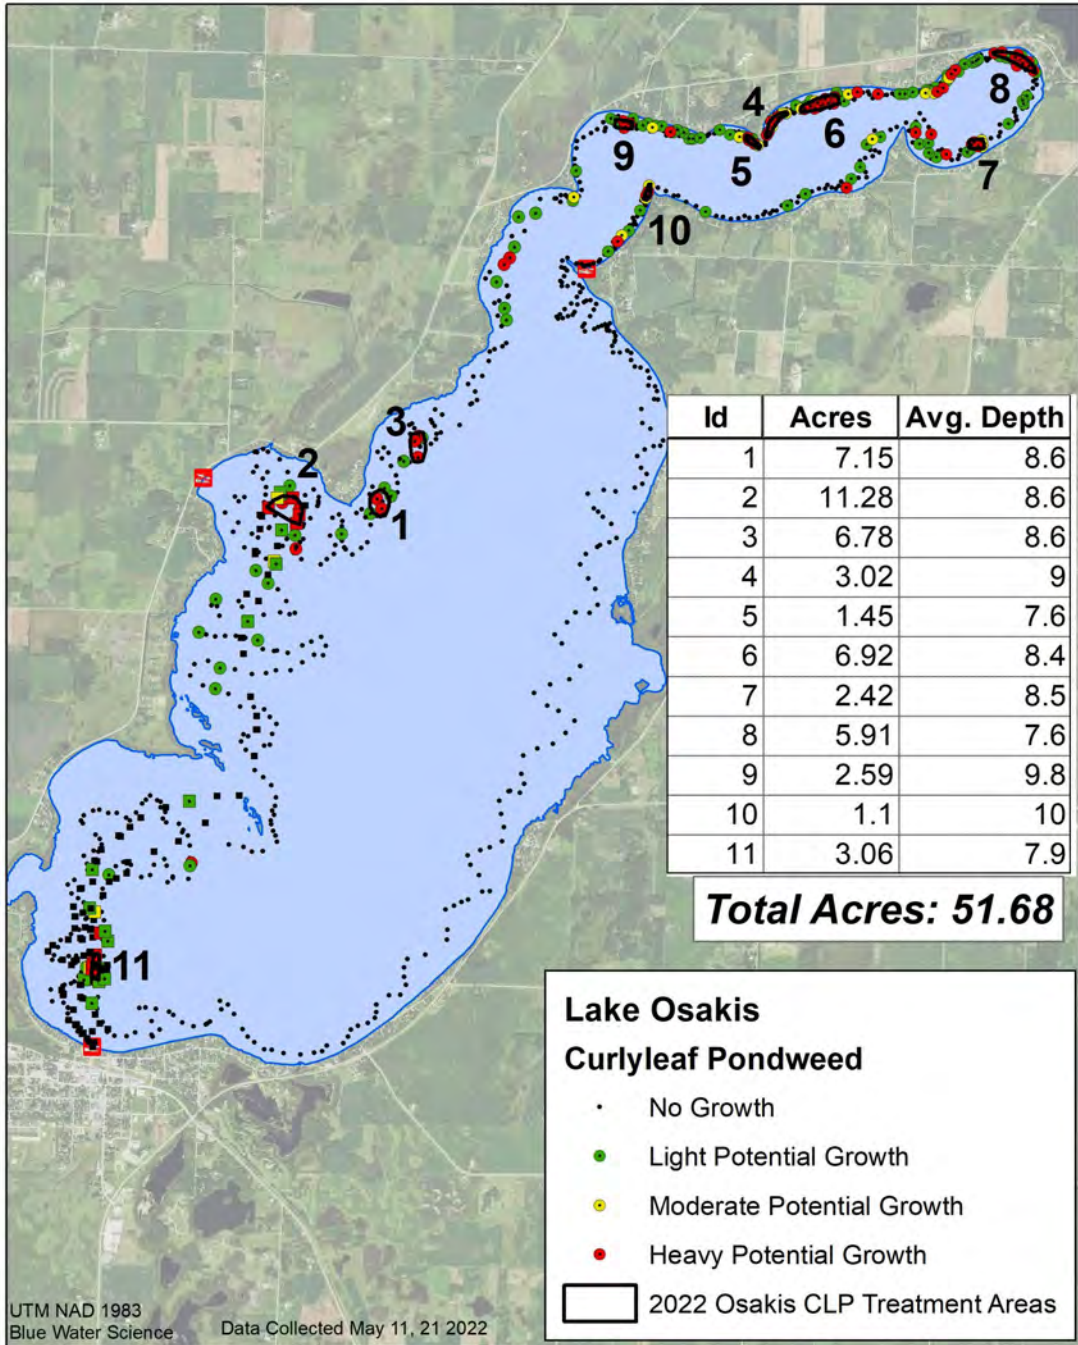 4
8
6
9
5
7
10
3
2
1
11
Id Acres Avg. Depth
1 7.15 8.6
2 11.28 8.6
3 6.78 8.6
4 3.02 9
5 1.45 7.6
6 6.92 8.4
7 2.42 8.5
8 5.91 7.6
9 2.59 9.8
10 1.1 10
11 3.06 7.9
Total Acres: 51.68
Lake Osakis
Curlyleaf Pondweed
No Growth
Light Potential Growth
Moderate Potential Growth
Heavy Potential Growth
2022 Osakis CLP Treatment Areas
UTM NAD 1983
Blue Water Science Data Collected May 11, 21 2022